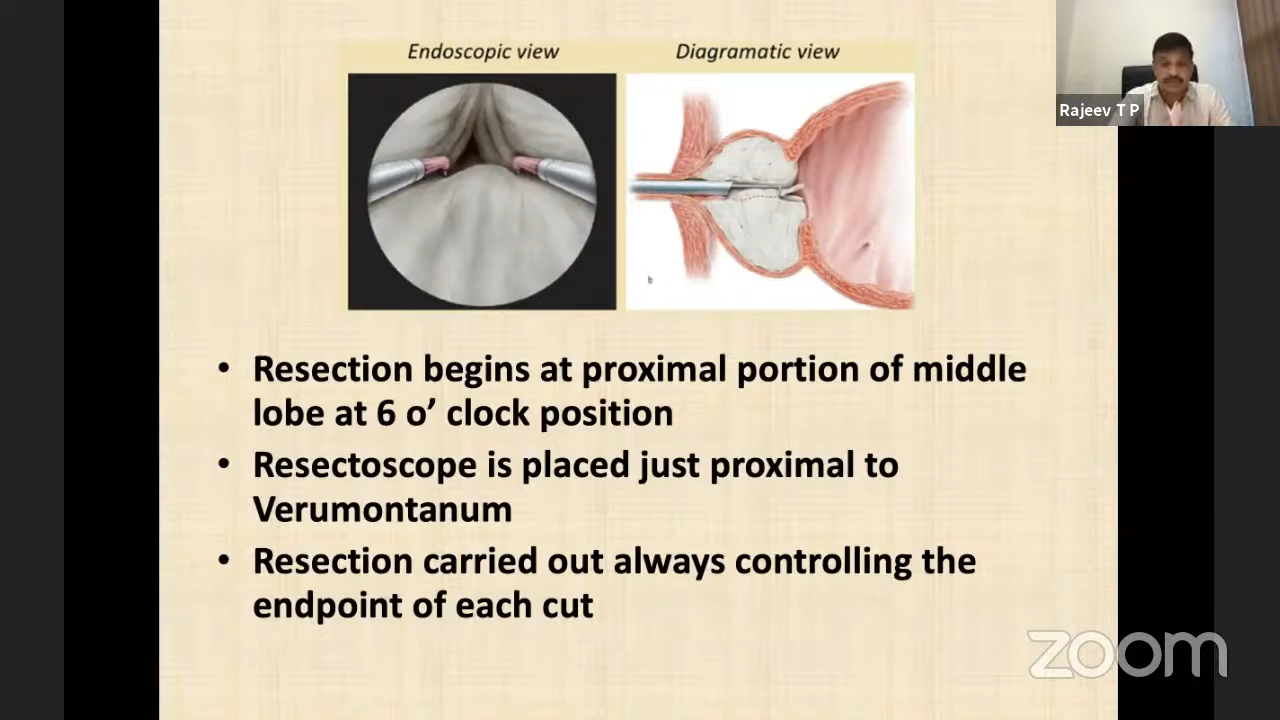 Endoscopic view
Diagramatic view
Rajeev T P
b
• Resection begins at proximal portion of middle
lobe at 6 o’ clock position
• Resectoscope is placed just proximal to
Verumontanum
• Resection carried out always controlling the
endpoint of each cut
zoom